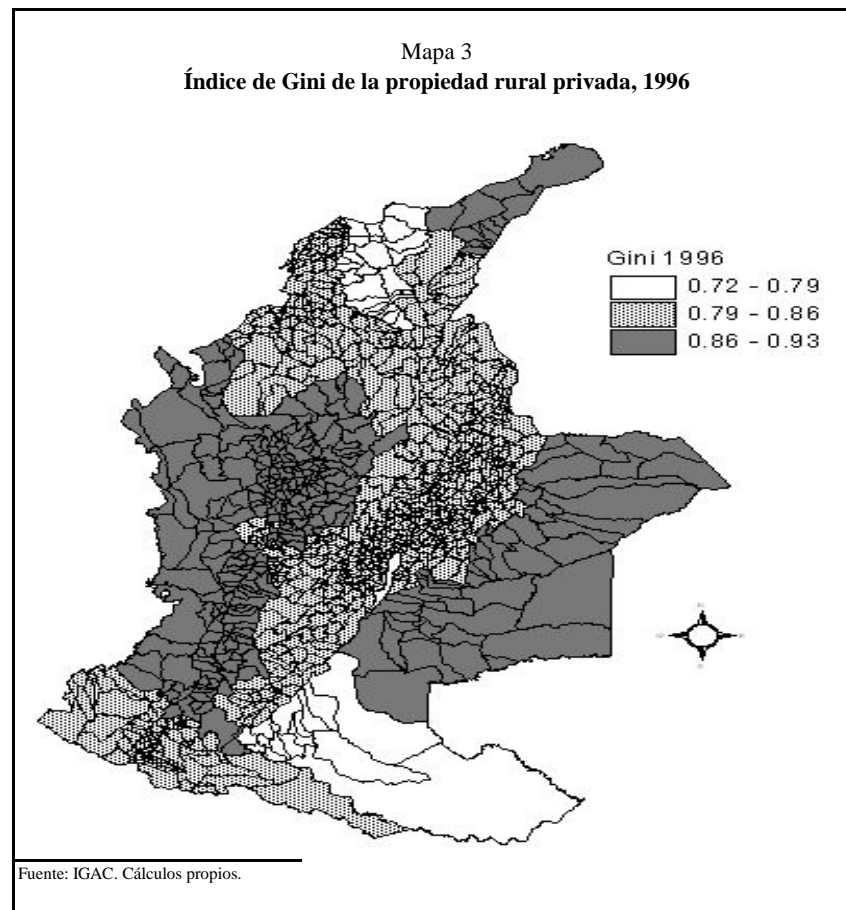 Mapa 3
Índice de Gini de la propiedad rural privada, 1996
Gini 1996
0.72 - 0.79
0.79 - 0.86
0.86 - 0.93
Fuente: IGAC. Cálculos propios.